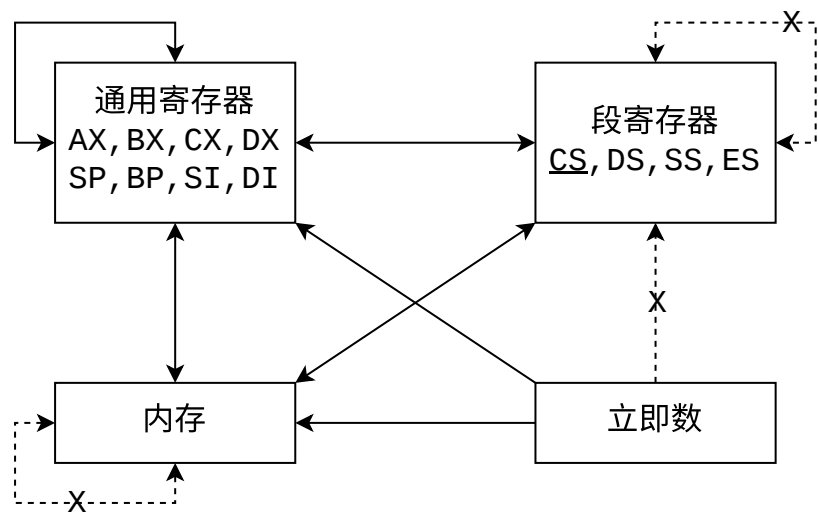 X
通用寄存器
AX,BX,CX,DX
SP,BP,SI,DI
段寄存器
CS,DS,SS,ES
X
内存
立即数
X